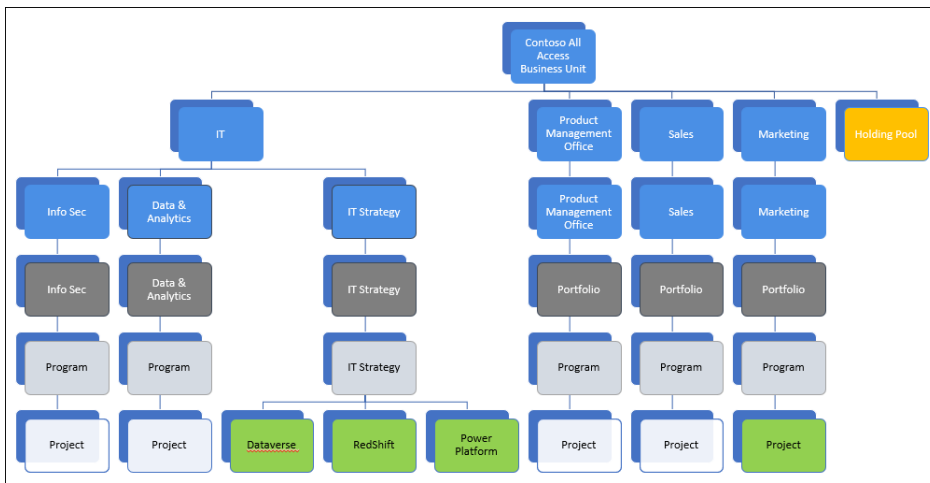 Contoso All
Access
Business Unit
IT
Product
Management
Office
Sales
Marketing
Holding Pool
Info Sec
Data &
Analytics
IT Strategy
Product
Management
Office
Sales
Marketing
Info Sec
Data &
Analytics
IT Strategy
Portfolio
Portfolio
Portfolio
Program
Program
IT Strategy
Program
Program
Program
Project
Project
Dataverse
RedShift
Power
Platform
Project
Project
Project